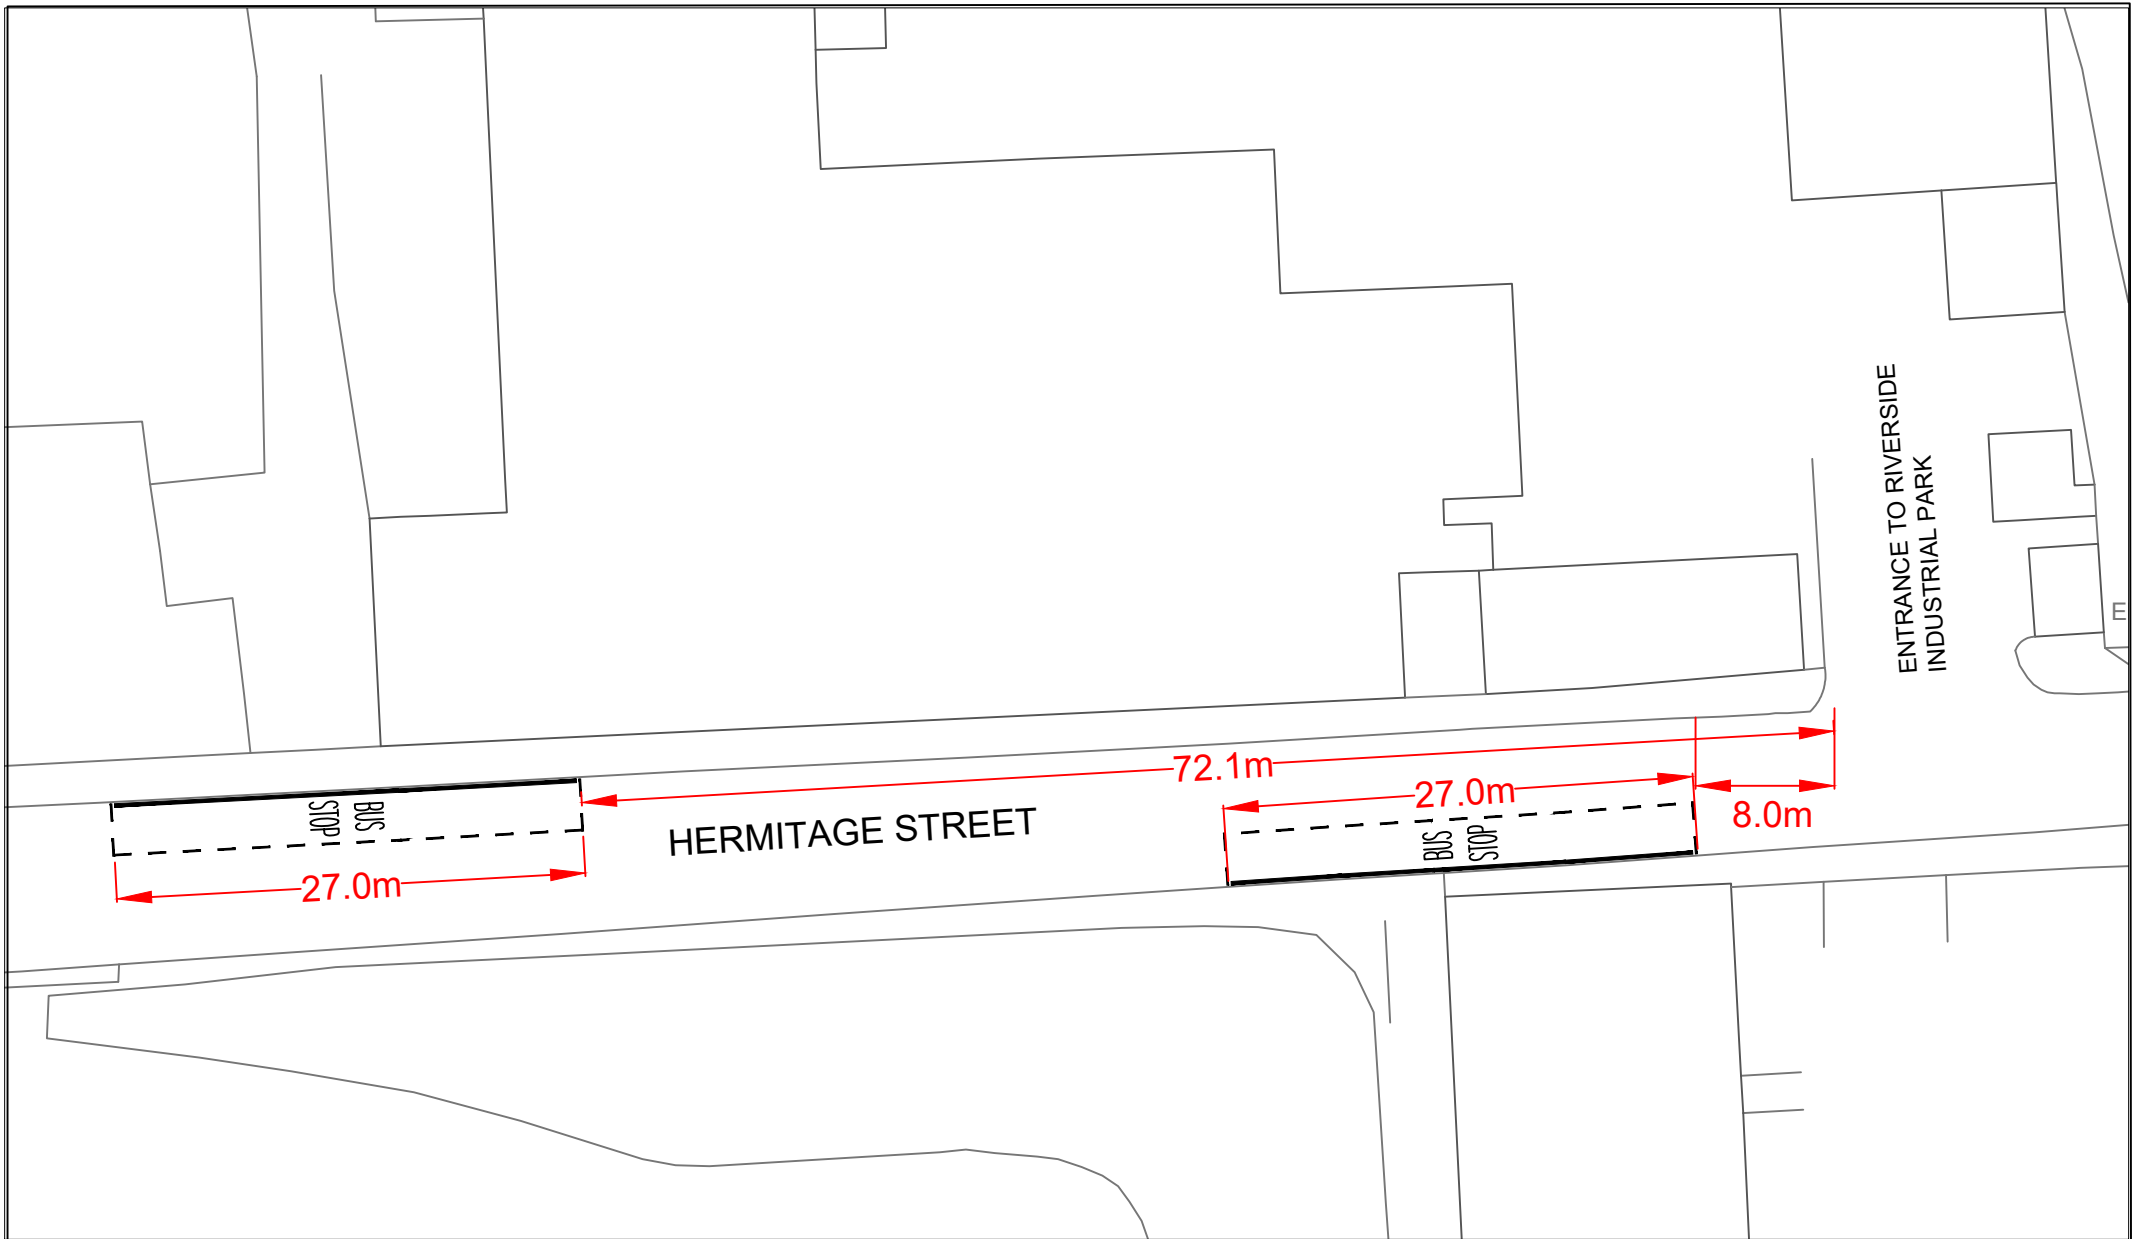 ENTRANCE TO RIVERSIDE
INDUSTRIAL PARK
E
72.1m
27.0m
8.0m
BUS
STOP
HERMITAGE STREET
BUS
STOP
27.0m